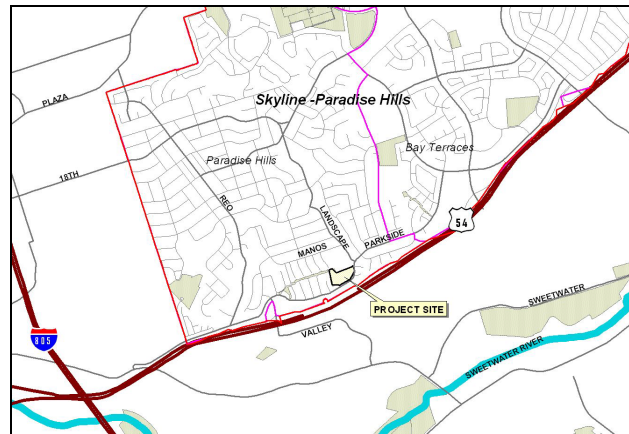 Skyline -Paradise Hills
PLAZA
Bay Terraces
Paradise Hills
18TH
REO
LANDSCAPE
54
PARKSIDE
MANOS
PROJECT SITE
SWEETWATER
VALLEY
805
SWEETWATER RIVER